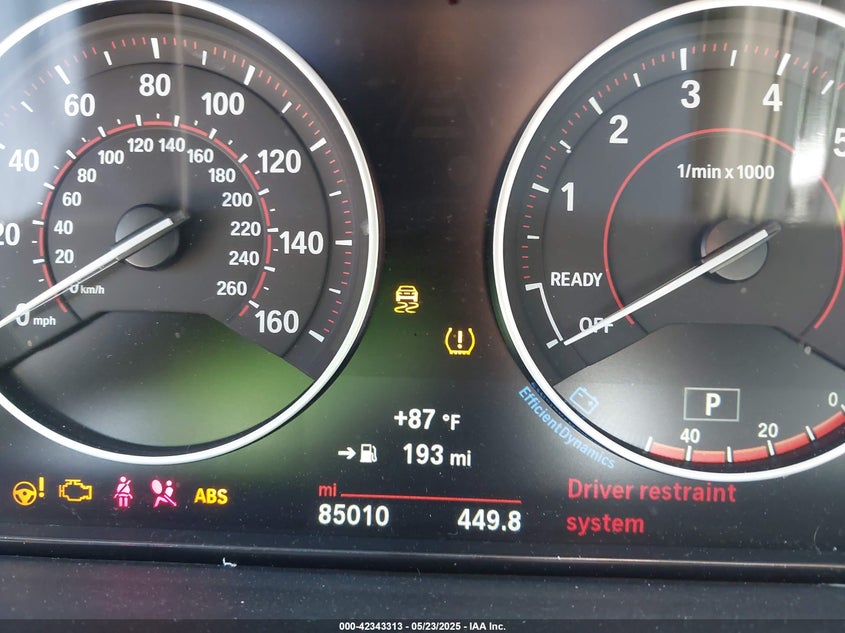 20
40
60
80
100
120
140
160
0 mph
0 km/h
20
40
60
80
100
120
140
160
180
200
220
240
260
1
2
3
4
5
1/min x 1000
READY
OFF
EfficientDynamics
P
40
20
0
+87 °F
193 mi
mi
85010
449.8
ABS
Driver restraint
system
000-42343313 - 05/23/2025 - IAA Inc.